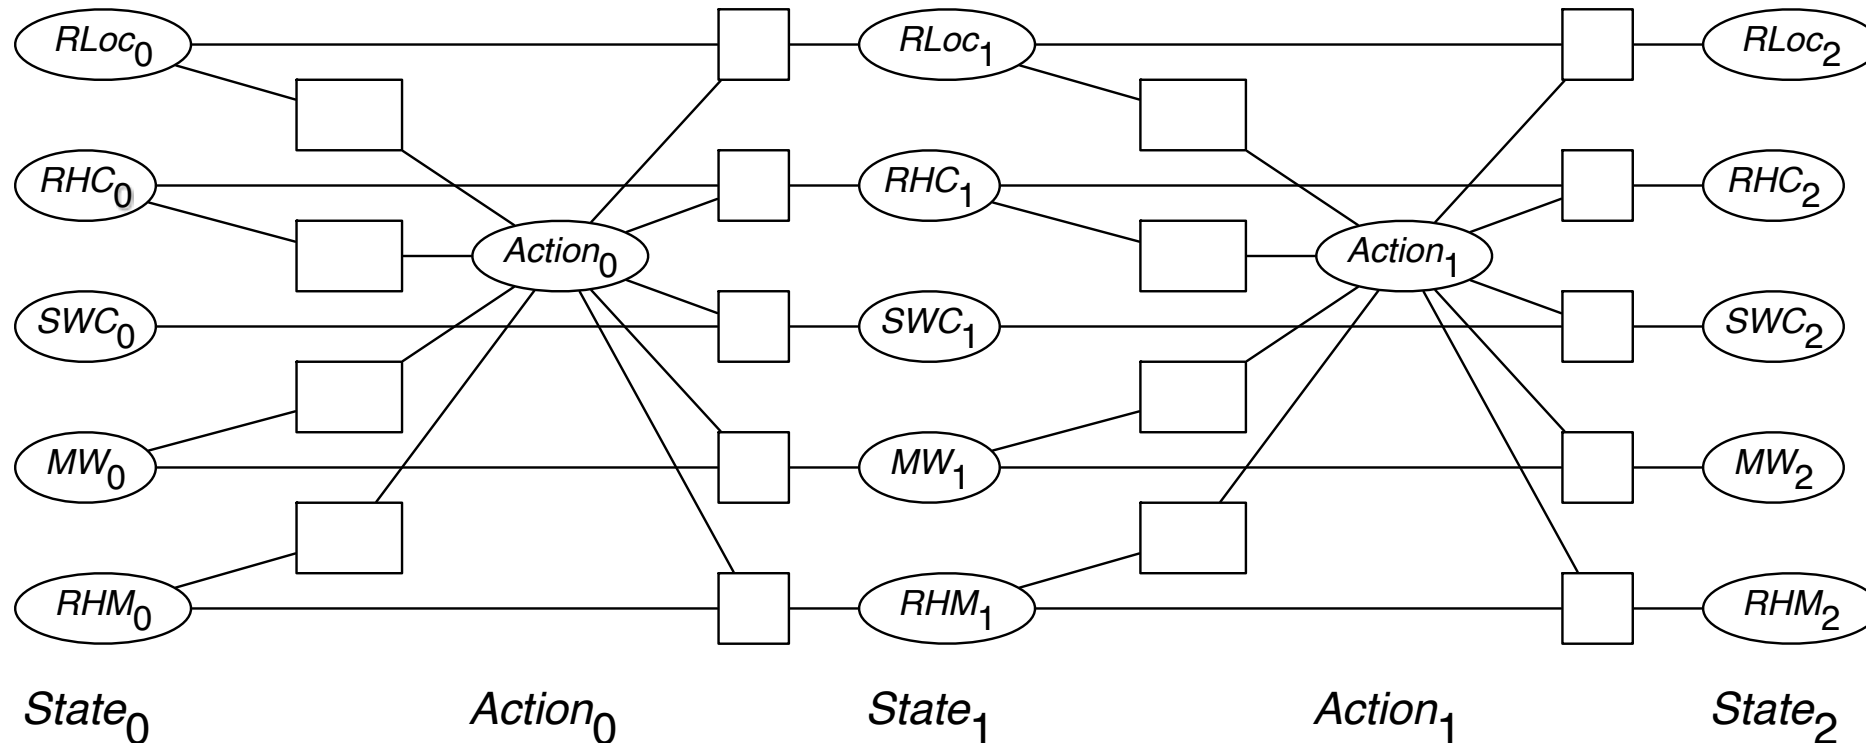 RLoc₀ RLoc₁ RLoc₂
RHC₀ RHC₁ RHC₂
Action₀ Action₁
SWC₀ SWC₁ SWC₂
MW₀ MW₁ MW₂
RHM₀ RHM₁ RHM₂
State₀ Action₀ State₁ Action₁ State₂